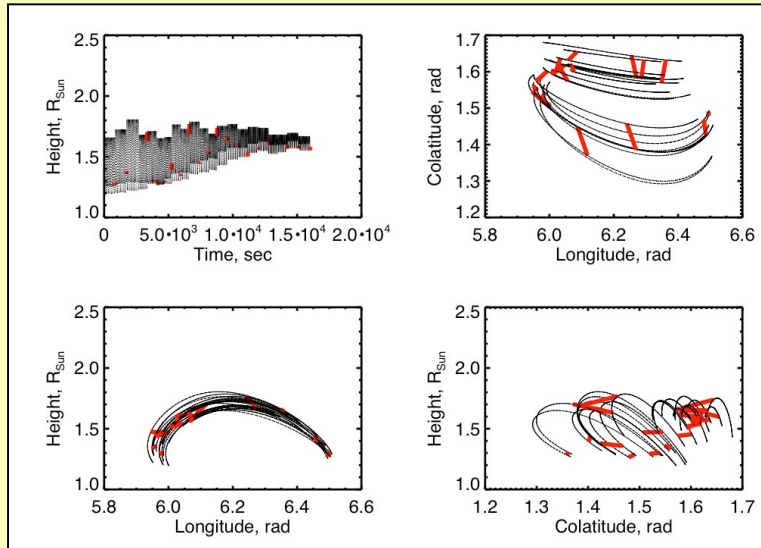 2.5
2.0
1.5
1.0
Height, R_Sun
0 5.0•10³ 1.0•10⁴ 1.5•10⁴ 2.0•10⁴
Time, sec
1.7
1.6
1.5
1.4
1.3
1.2
Colatitude, rad
5.8 6.0 6.2 6.4 6.6
Longitude, rad
2.5
2.0
1.5
1.0
Height, R_Sun
5.8 6.0 6.2 6.4 6.6
Longitude, rad
2.5
2.0
1.5
1.0
Height, R_Sun
1.2 1.3 1.4 1.5 1.6 1.7
Colatitude, rad